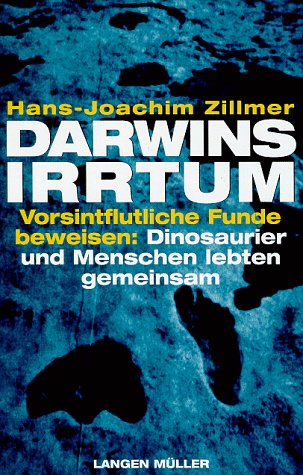 Hans-Joachim Zillmer
DARWINS
IRRTUM
Vorsintflutliche Funde
beweisen: Dinosaurier
und Menschen lebten
gemeinsam
LANGEN MÜLLER